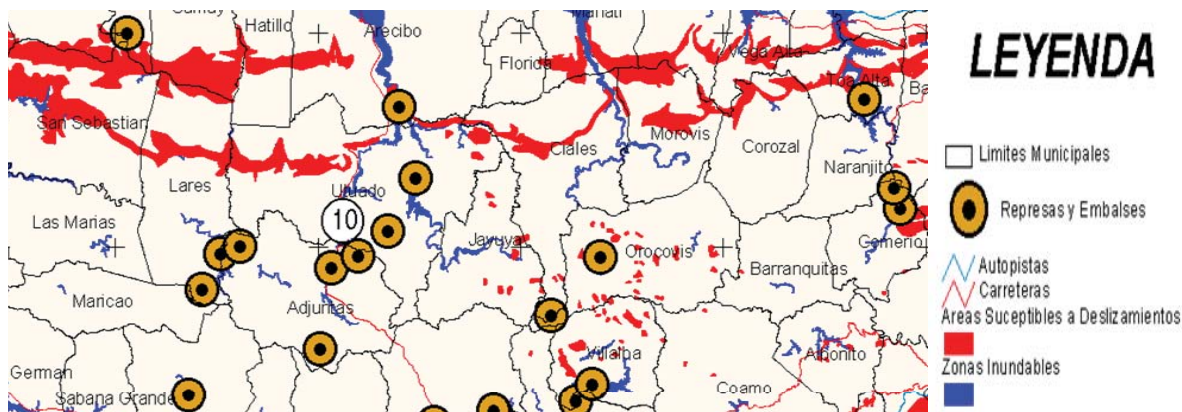 Hatillo
Arecibo
Florida
Vega Alta
Toa Alta
San Sebastian
Ciales
Morovis
Corozal
Naranjito
Lares
Utuado
Las Marias
10
Jayuya
Orocovis
Comerio
Barranquitas
Maricao
Adjuntas
Villalba
Aibonito
German
Sabana Grande
Coamo
LEYENDA
Limites Municipales
Represas y Embalses
Autopistas
Carreteras
Areas Suceptibles a Deslizamientos
Zonas Inundables